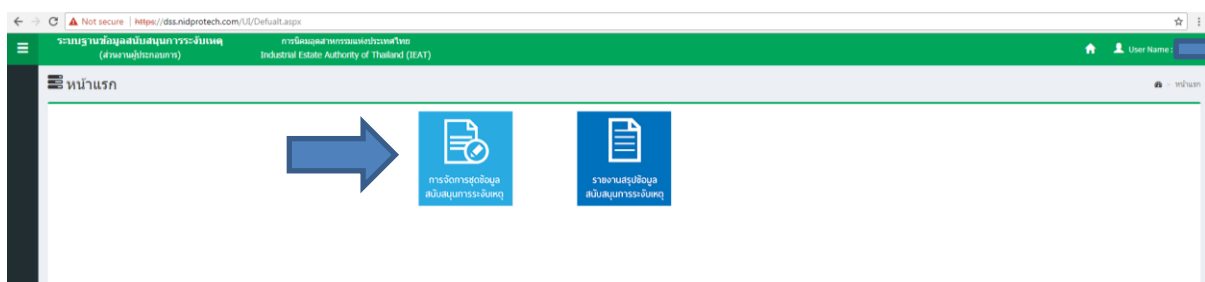 Not secure | https://dss.nidprotech.com/UI/Defualt.aspx
ระบบฐานข้อมูลสนับสนุนการระงับเหตุ
(ส่วนงานผู้ประกอบการ)
การนิคมอุตสาหกรรมแห่งประเทศไทย
Industrial Estate Authority of Thailand (IEAT)
User Name :
หน้าแรก
> หน้าแรก
การจัดการชุดข้อมูล
สนับสนุนการระงับเหตุ
รายงานสรุปข้อมูล
สนับสนุนการระงับเหตุ